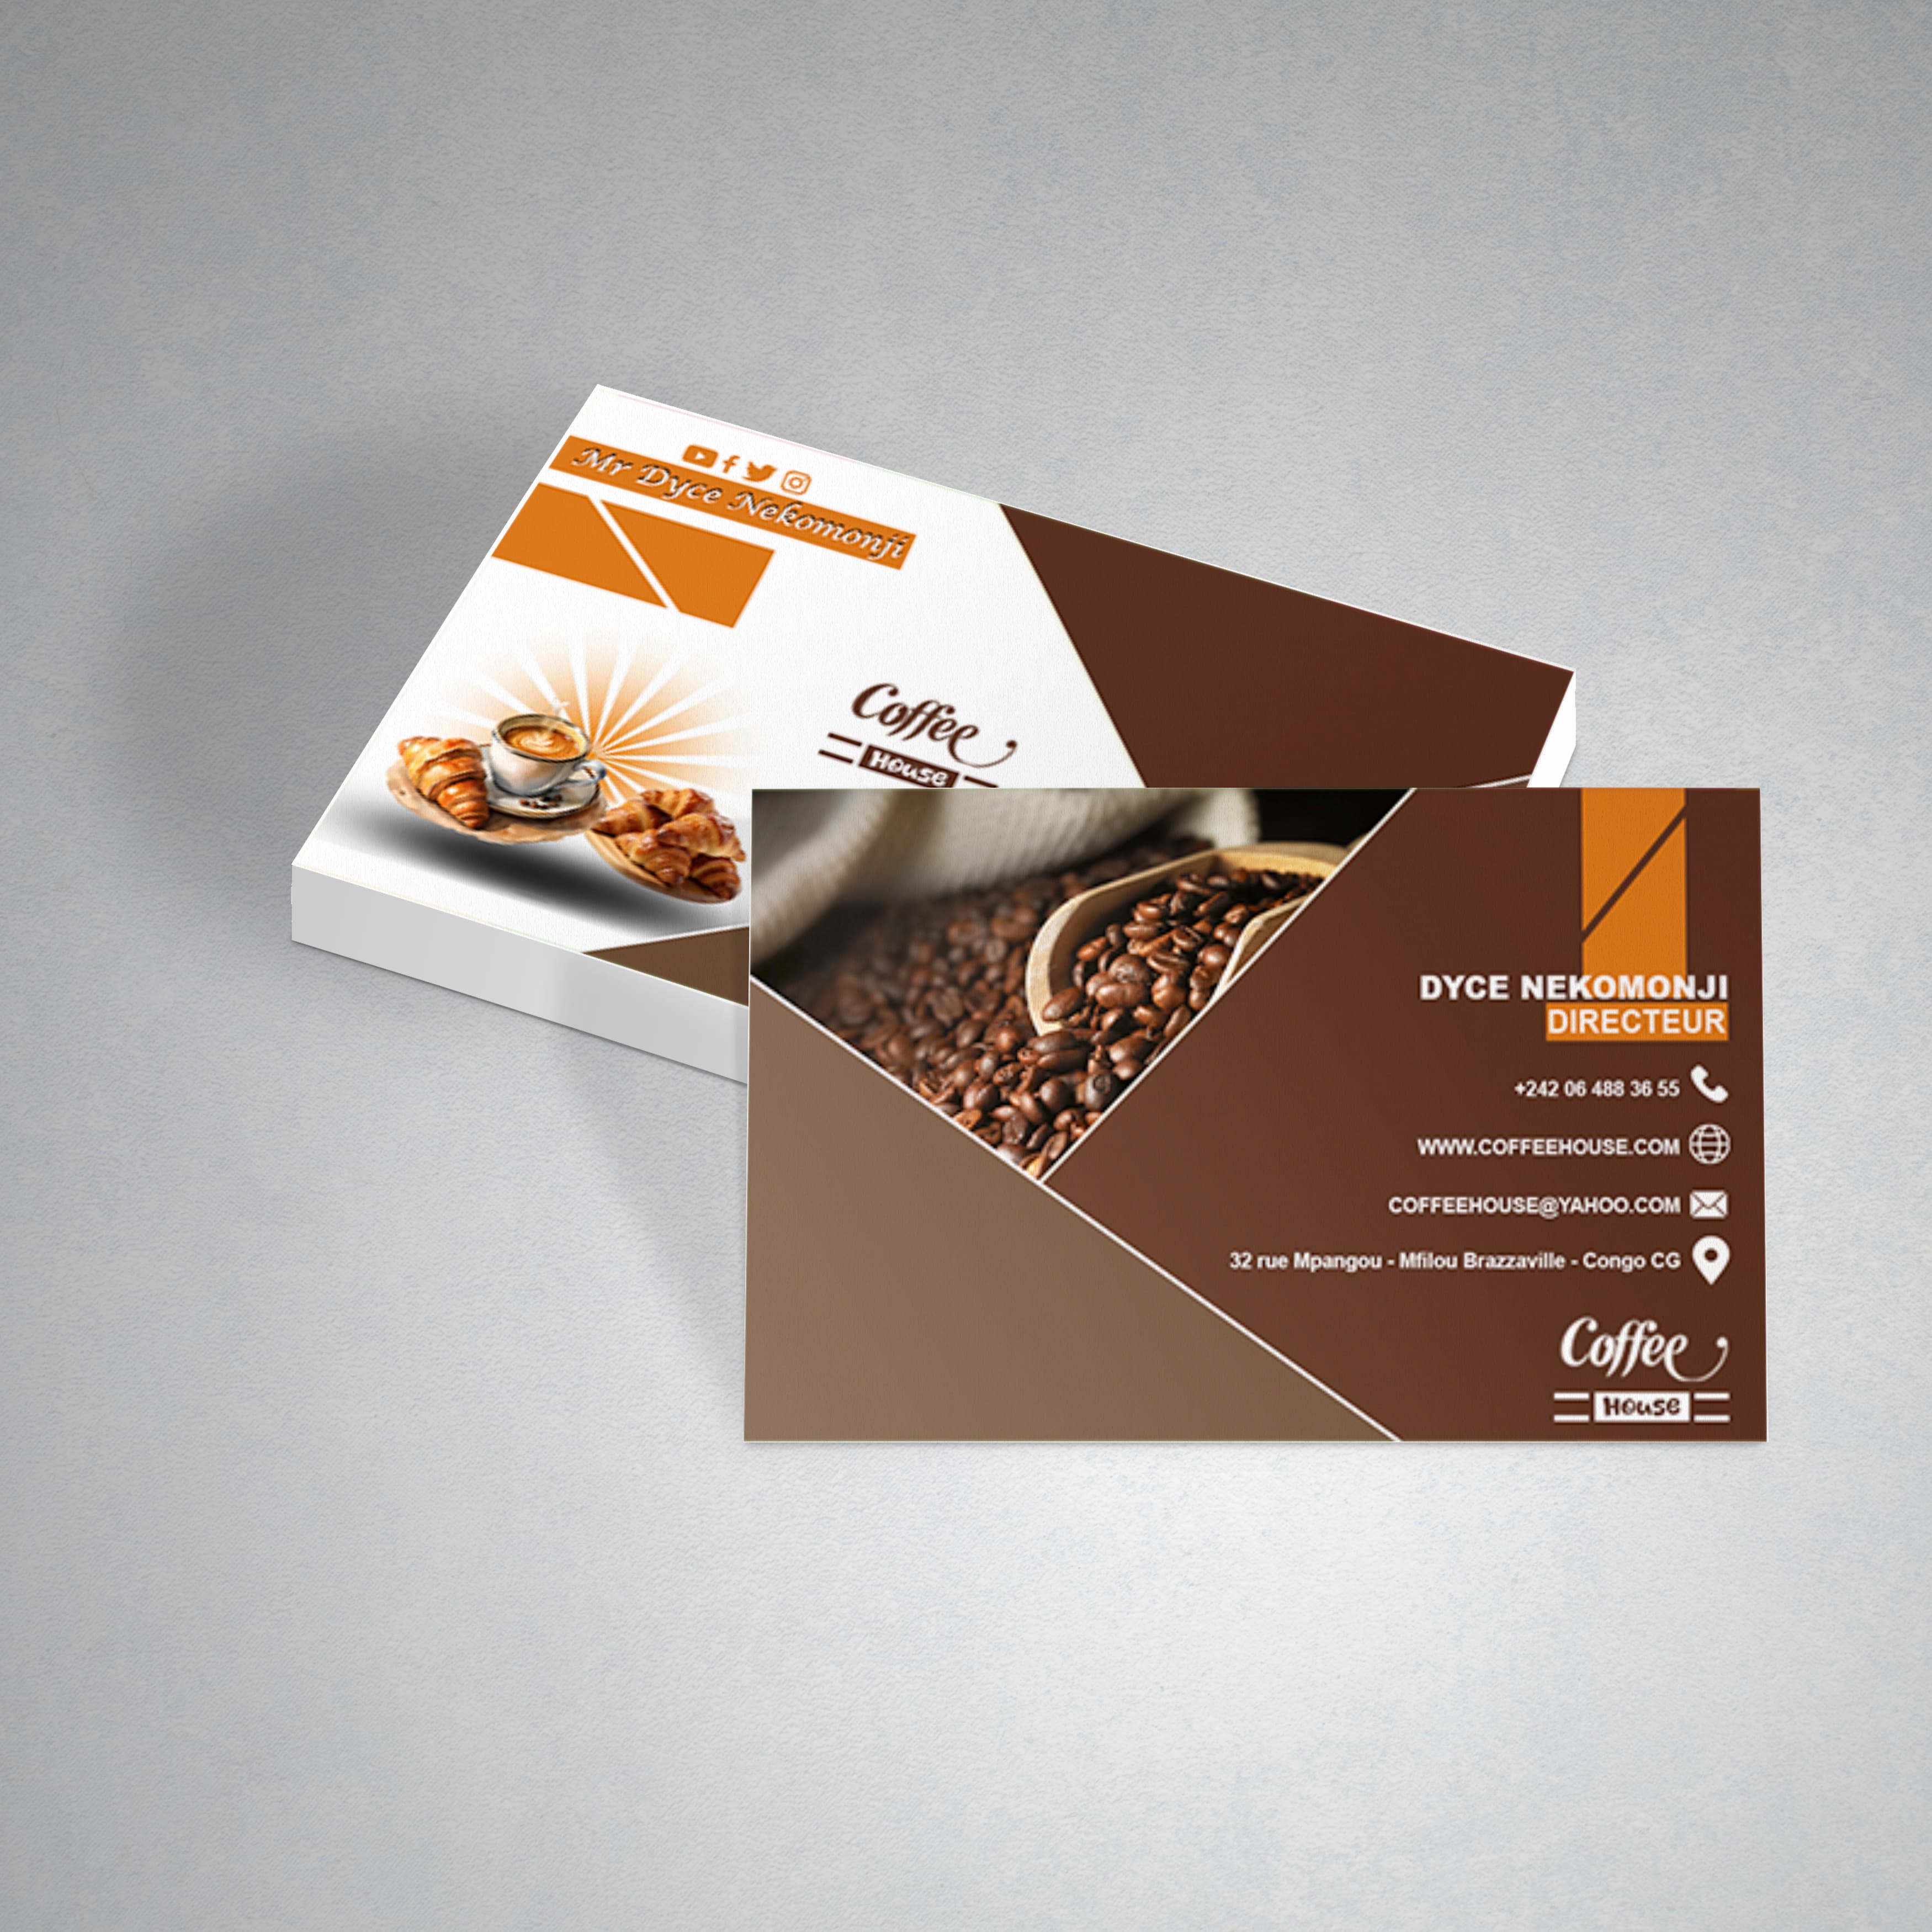 Mr Dyce Nekomonji
Coffee
House
DYCE NEKOMONJI
DIRECTEUR
+242 06 488 36 55
WWW.COFFEEHOUSE.COM
COFFEEHOUSE@YAHOO.COM
32 rue Mpangou - Mfilou Brazzaville - Congo CG
Coffee
House